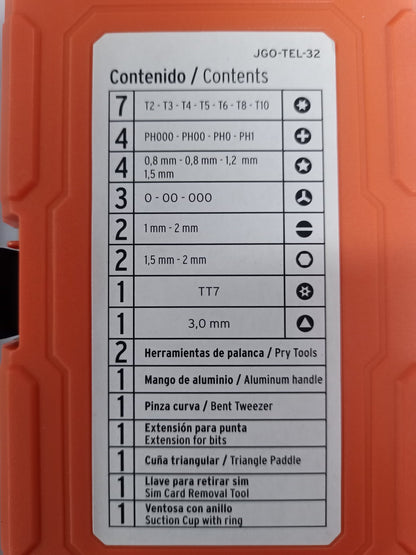 JGO-TEL-32
Contenido / Contents
7 T2 - T3 - T4 - T5 - T6 - T8 - T10
4 PH000 - PH00 - PH0 - PH1
4 0,8 mm - 0,8 mm - 1,2 mm
1,5 mm
3 0 - 00 - 000
2 1 mm - 2 mm
2 1,5 mm - 2 mm
1 TT7
1 3,0 mm
2 Herramientas de palanca / Pry Tools
1 Mango de aluminio / Aluminum handle
1 Pinza curva / Bent Tweezer
1 Extensión para punta
Extension for bits
1 Cuña triangular / Triangle Paddle
1 Llave para retirar sim
Sim Card Removal Tool
1 Ventosa con anillo
Suction Cup with ring